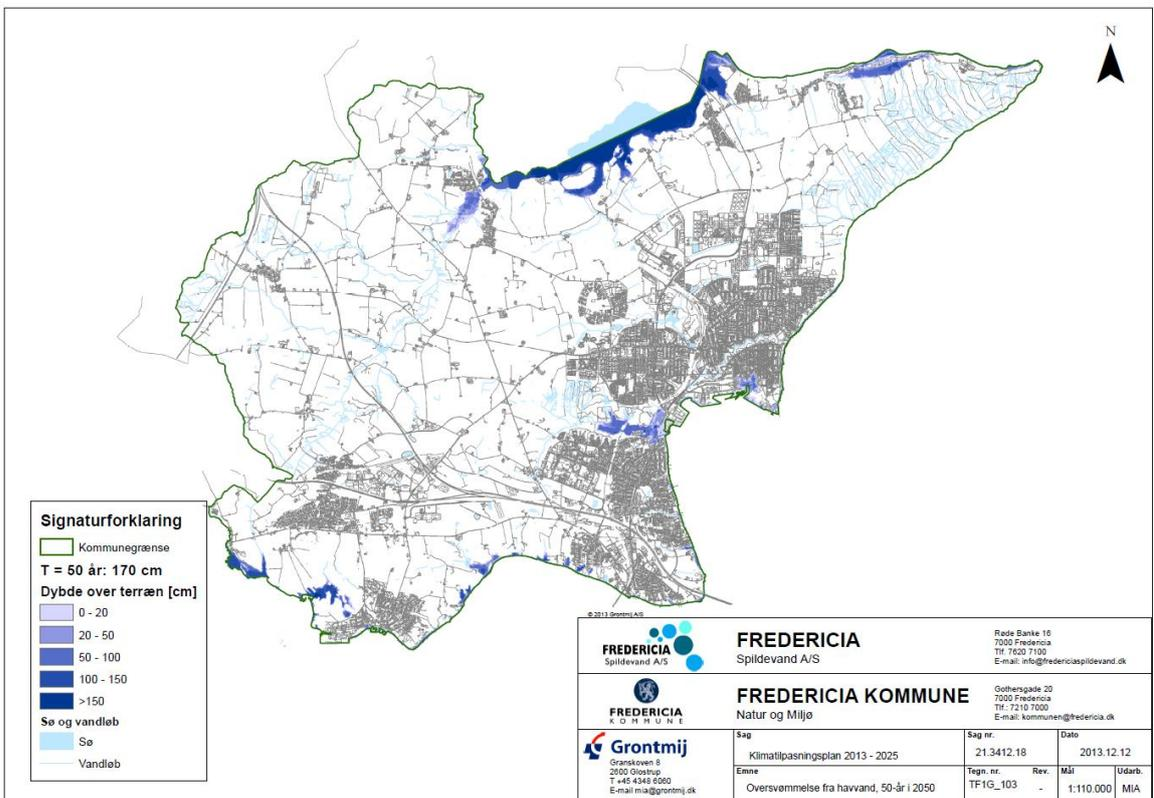 N
Signaturforklaring
Kommunegrænse
T = 50 år: 170 cm
Dybde over terræn [cm]
0 - 20
20 - 50
50 - 100
100 - 150
>150
Sø og vandløb
Sø
Vandløb
© 2013 Grontmij A/S
FREDERICIA
Spildevand A/S
FREDERICIA
Spildevand A/S
Røde Banke 16
7000 Fredericia
Tlf. 7620 7100
E-mail: info@fredericiaspildevand.dk
FREDERICIA
KOMMUNE
FREDERICIA KOMMUNE
Natur og Miljø
Gothersgade 20
7000 Fredericia
Tlf.: 7210 7000
E-mail: kommunen@fredericia.dk
Grontmij
Granskoven 8
2600 Glostrup
T +45 4348 6060
E-mail mia@grontmij.dk
Sag
Klimatilpasningsplan 2013 - 2025
Sag nr.
21.3412.18
Dato
2013.12.12
Emne
Oversvømmelse fra havvand, 50-år i 2050
Tegn. nr.
TF1G_103
Rev.
-
Mål
1:110.000
Udarb.
MIA